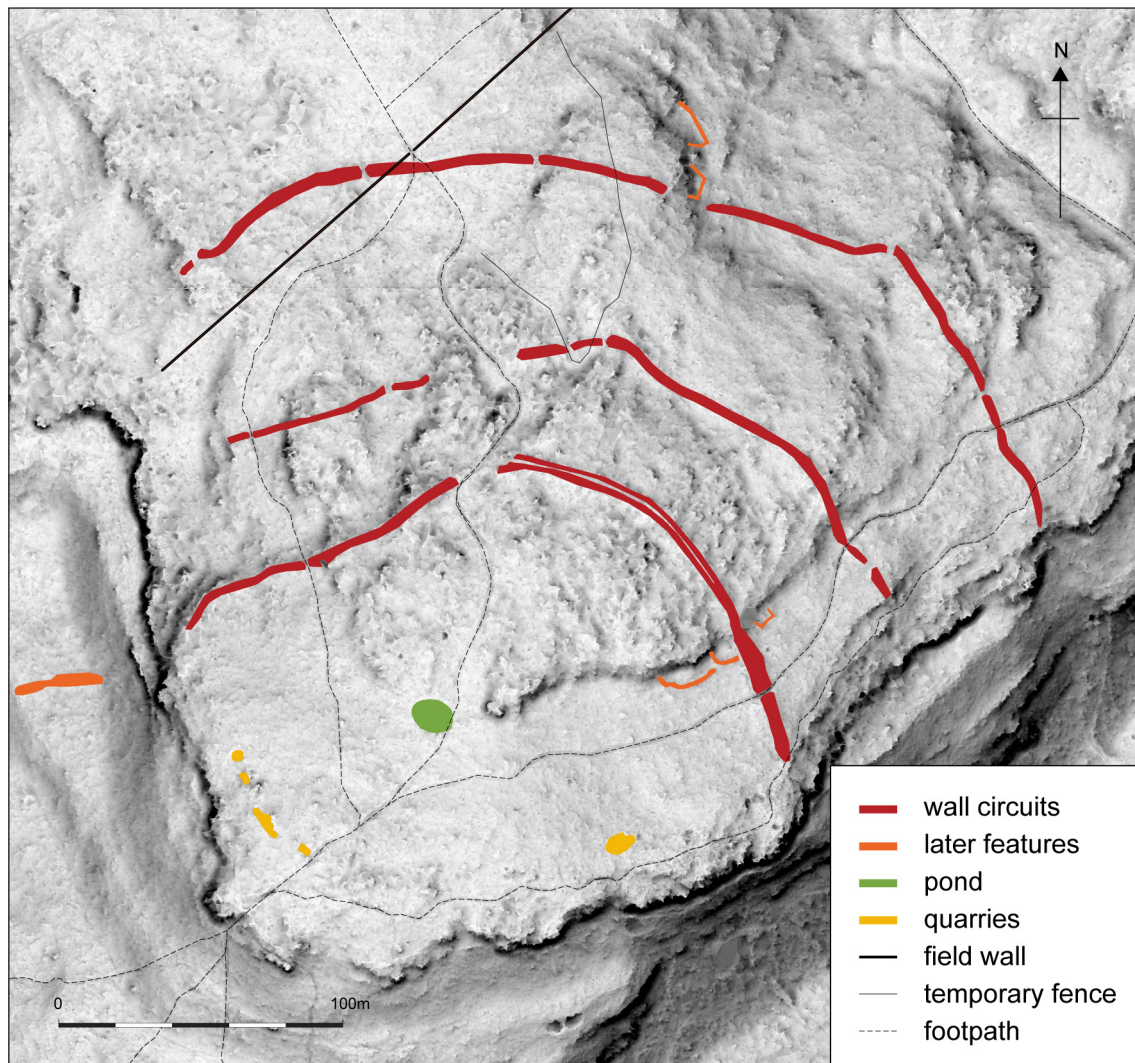 N
wall circuits
later features
pond
quarries
field wall
temporary fence
footpath
0 100m